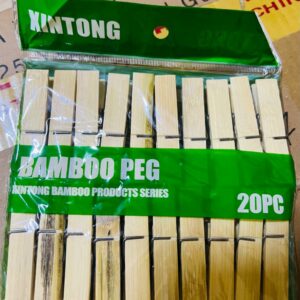 XINTONG
BAMBOO PEG
XINTONG BAMBOO PRODUCTS SERIES
20PC